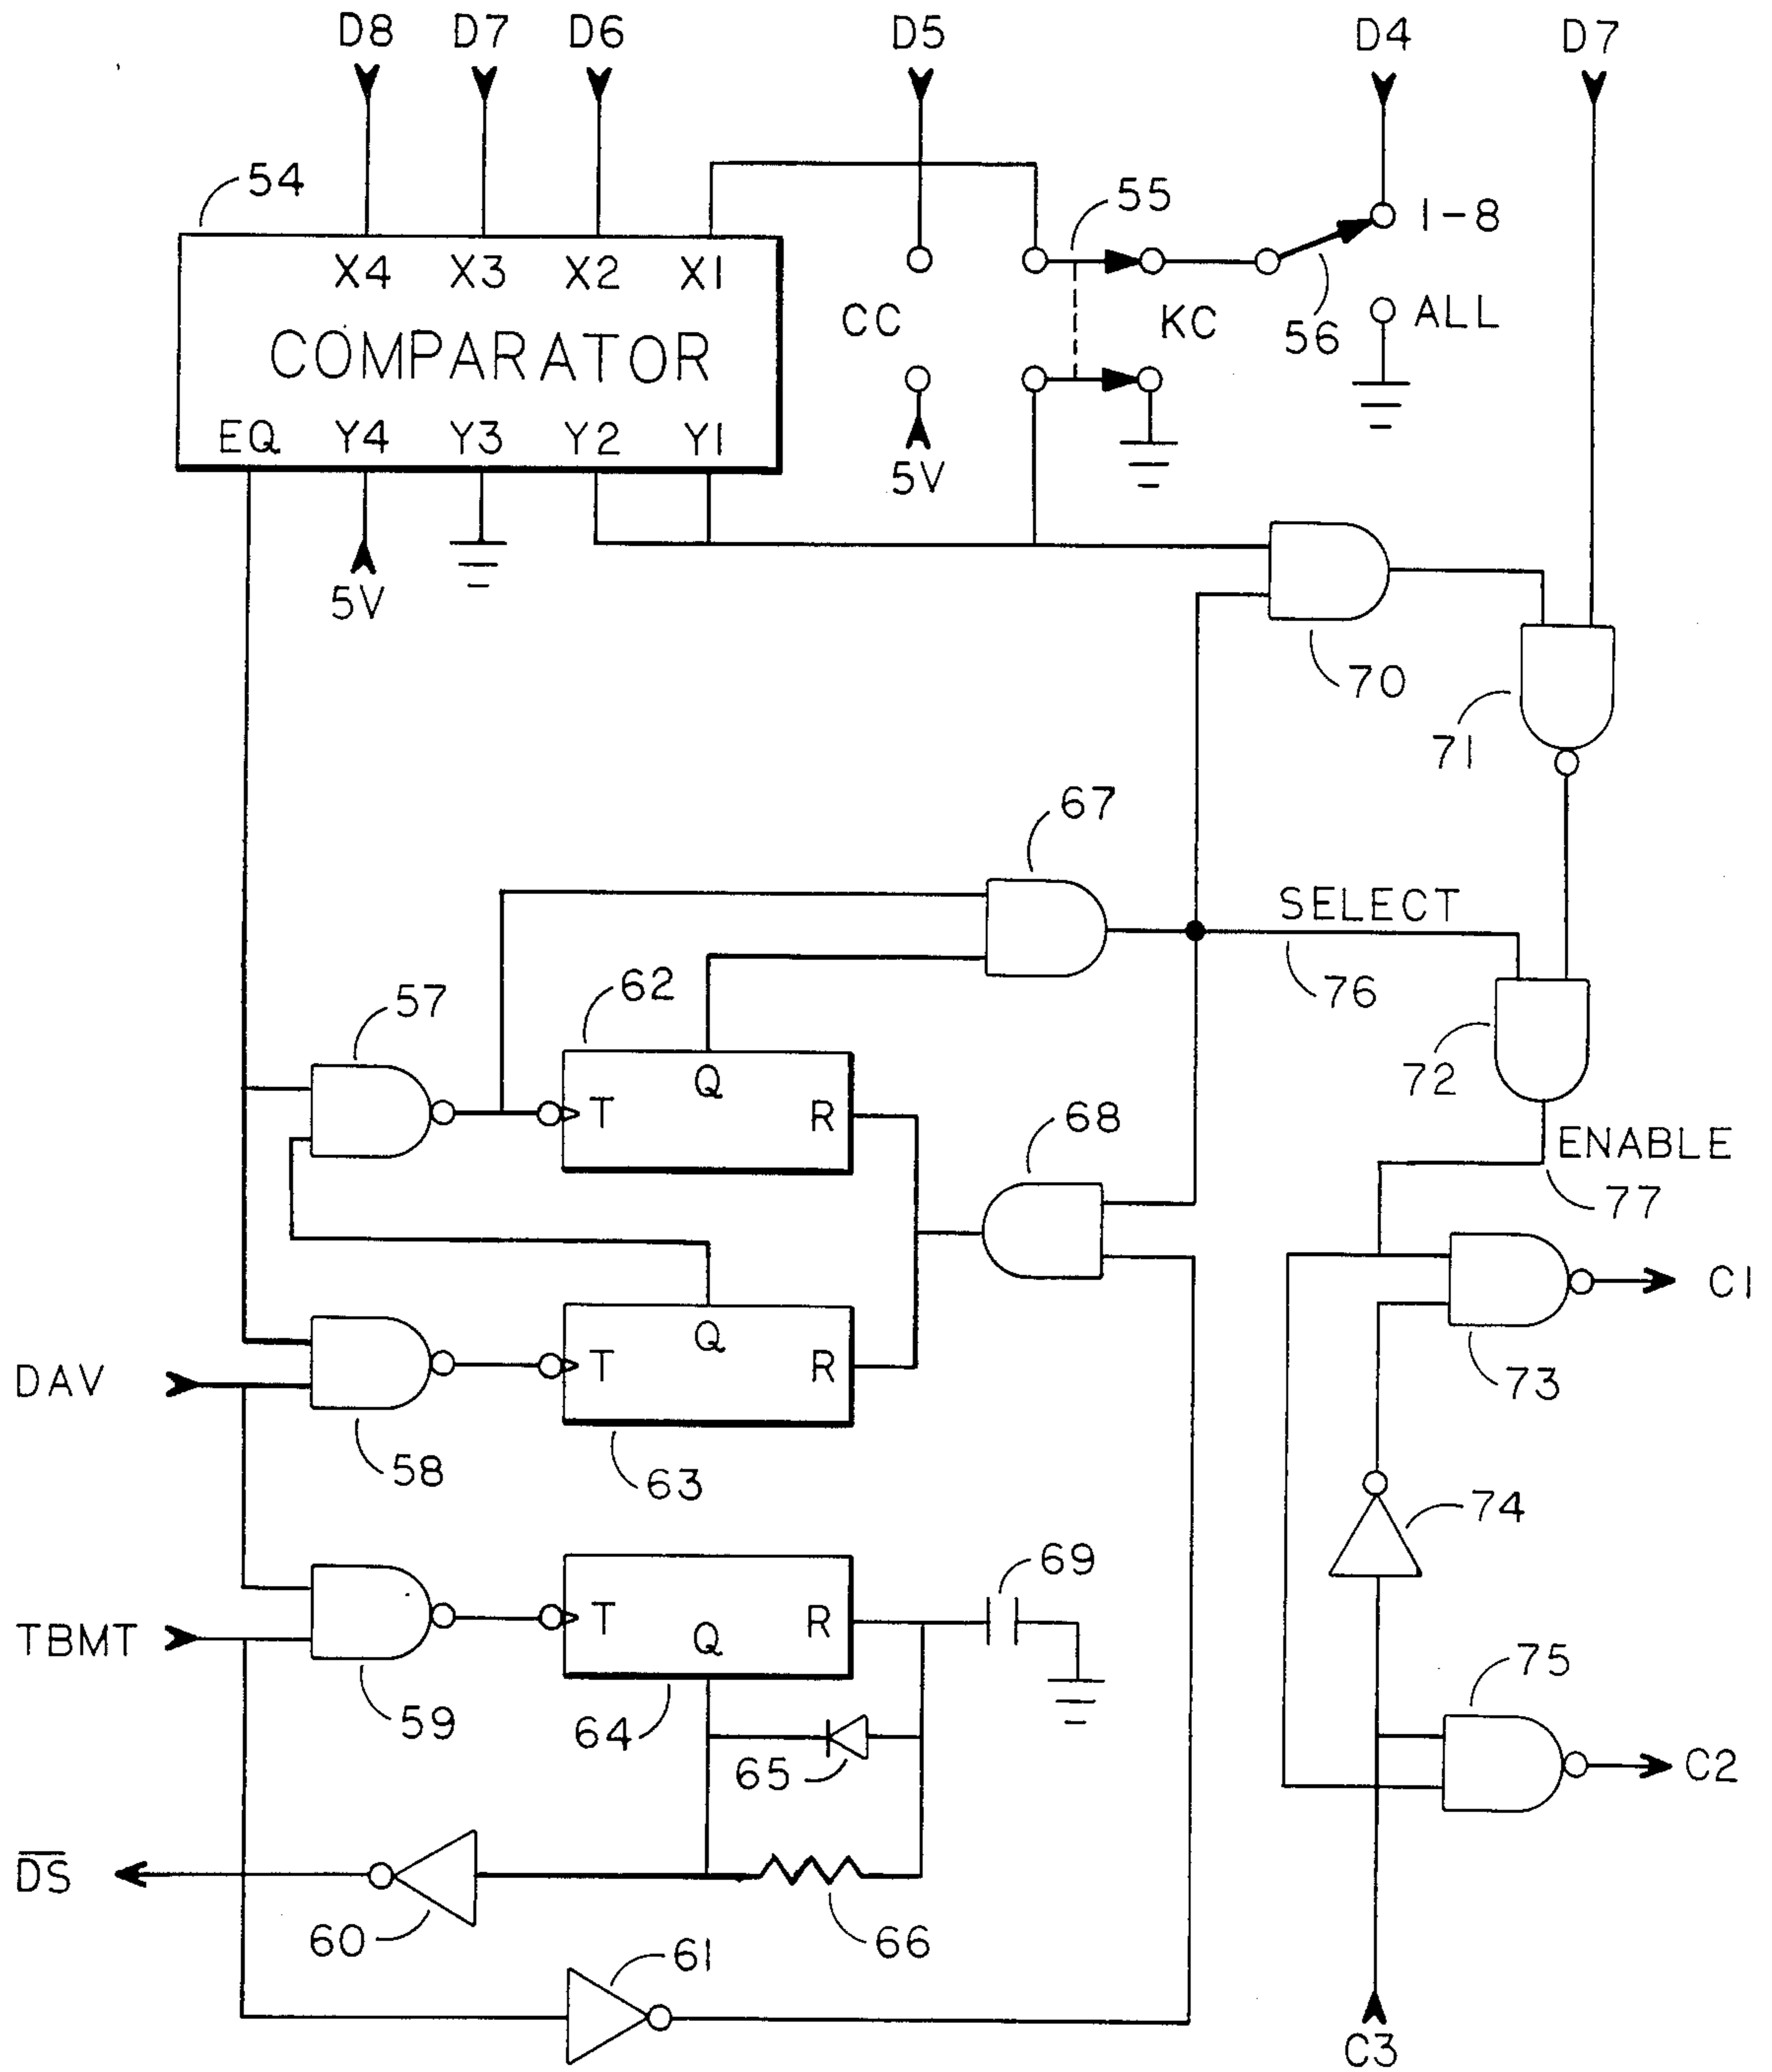 D8 D7 D6 D5 D4 D7
54
55
1-8
X4 X3 X2 X1
CC KC
56
ALL
COMPARATOR
EQ Y4 Y3 Y2 Y1
5V
5V
70
71
67
SELECT
76
62
57
Q
T R
72
68
ENABLE
77
C1
Q
T R
DAV
73
58
63
74
69
T R
Q
TBMT
75
59
64
65
C2
DS
60
66
61
C3